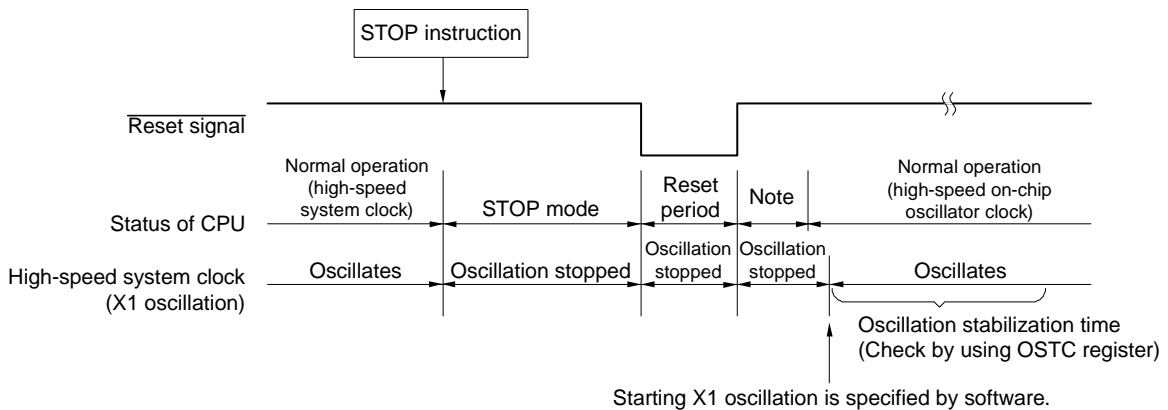 STOP instruction
Reset signal
Normal operation
(high-speed
system clock)
Reset
period
Normal operation
(high-speed on-chip
oscillator clock)
Status of CPU
STOP mode
Note
High-speed system clock
(X1 oscillation)
Oscillates
Oscillation stopped
Oscillation
stopped
Oscillation
stopped
Oscillates
Oscillation stabilization time
(Check by using OSTC register)
Starting X1 oscillation is specified by software.